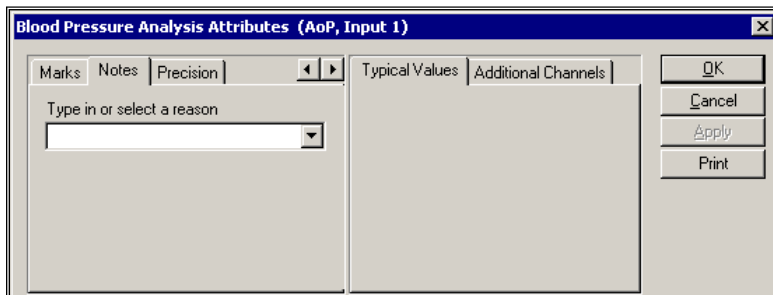 Blood Pressure Analysis Attributes (AoP, Input 1)
Marks Notes Precision
Type in or select a reason
Typical Values Additional Channels
OK
Cancel
Apply
Print